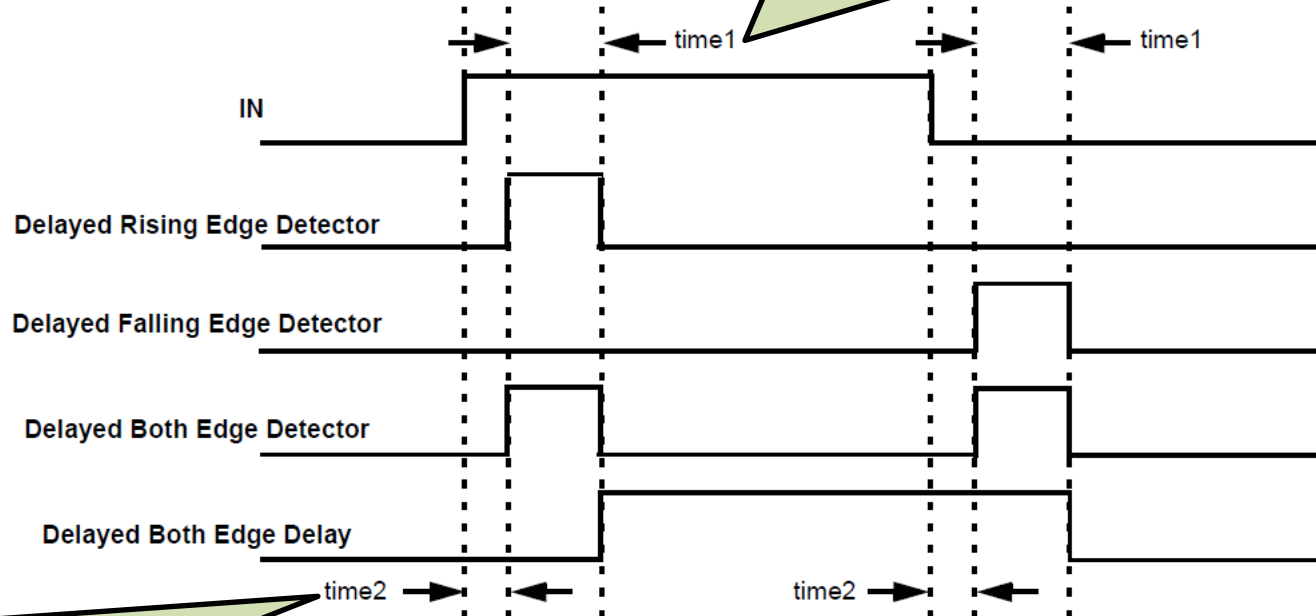 time1 time1
IN
Delayed Rising Edge Detector
Delayed Falling Edge Detector
Delayed Both Edge Detector
Delayed Both Edge Delay
time2 time2